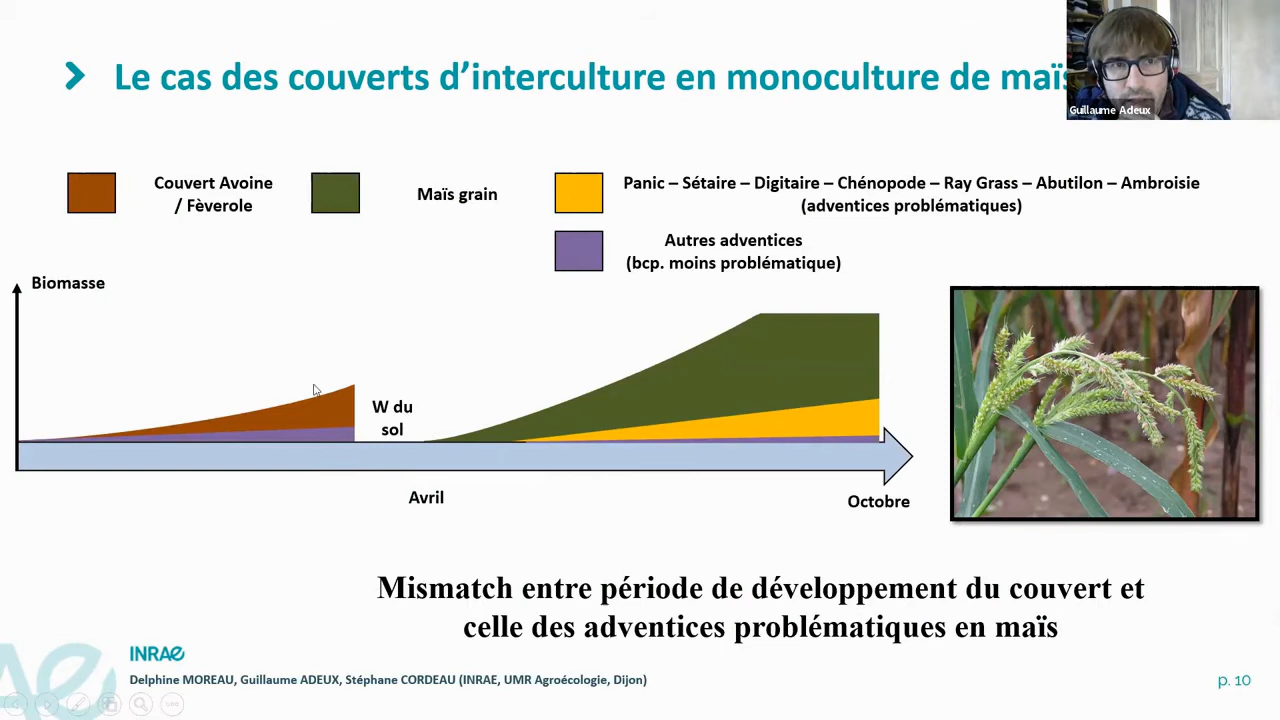 Le cas des couverts d’interculture en monoculture de maïs
Guillaume Adeux
Couvert Avoine
/ Fèverole
Maïs grain
Panic – Sétaire – Digitaire – Chénopode – Ray Grass – Abutilon – Ambroisie
(adventices problématiques)
Autres adventices
(bcp. moins problématique)
Biomasse
W du
sol
Avril
Octobre
Mismatch entre période de développement du couvert et
celle des adventices problématiques en maïs
INRAE
Delphine MOREAU, Guillaume ADEUX, Stéphane CORDEAU (INRAE, UMR Agroécologie, Dijon)
p. 10